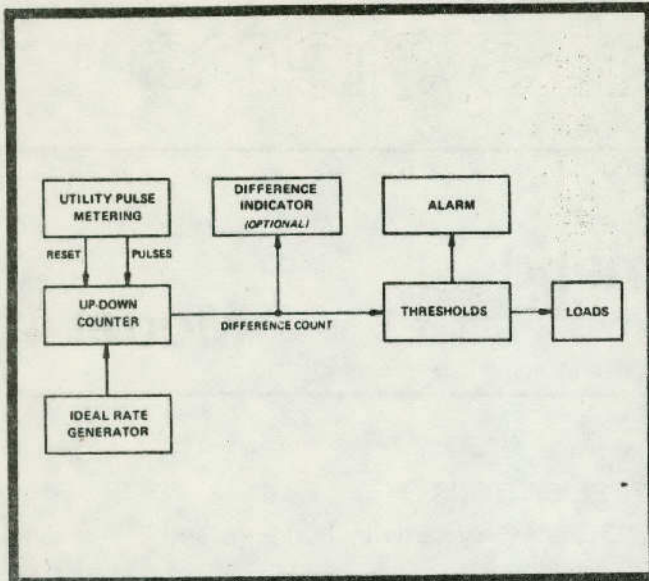 UTILITY PULSE
METERING
DIFFERENCE
INDICATOR
(OPTIONAL)
ALARM
RESET
PULSES
UP-DOWN
COUNTER
DIFFERENCE COUNT
THRESHOLDS
LOADS
IDEAL RATE
GENERATOR